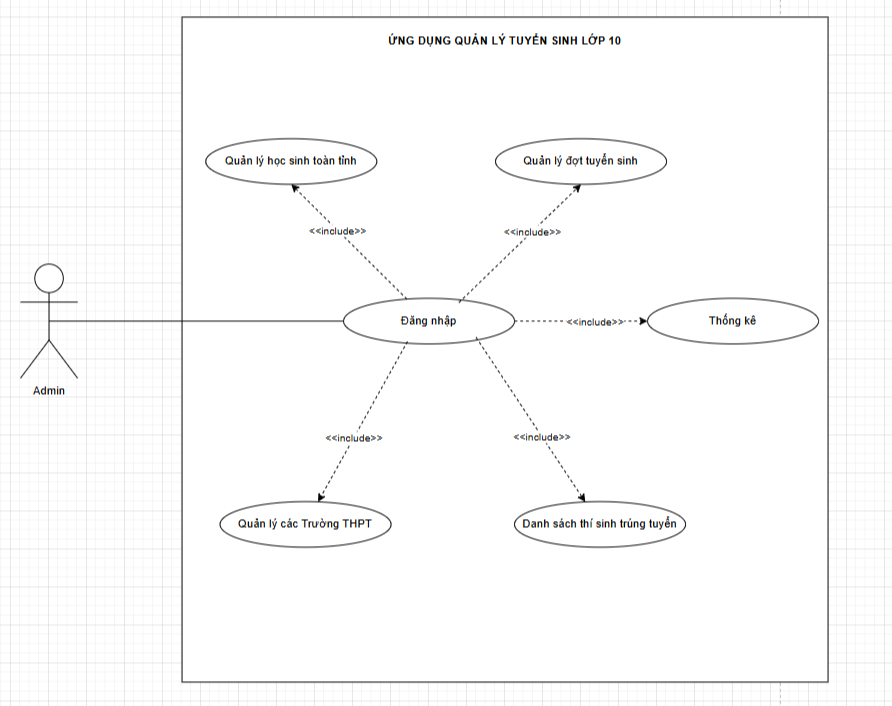 ỨNG DỤNG QUẢN LÝ TUYỂN SINH LỚP 10
Quản lý học sinh toàn tỉnh
Quản lý đợt tuyển sinh
<<include>>
<<include>>
Đăng nhập
<<include>>
Thống kê
Admin
<<include>>
<<include>>
Quản lý các Trường THPT
Danh sách thí sinh trúng tuyển